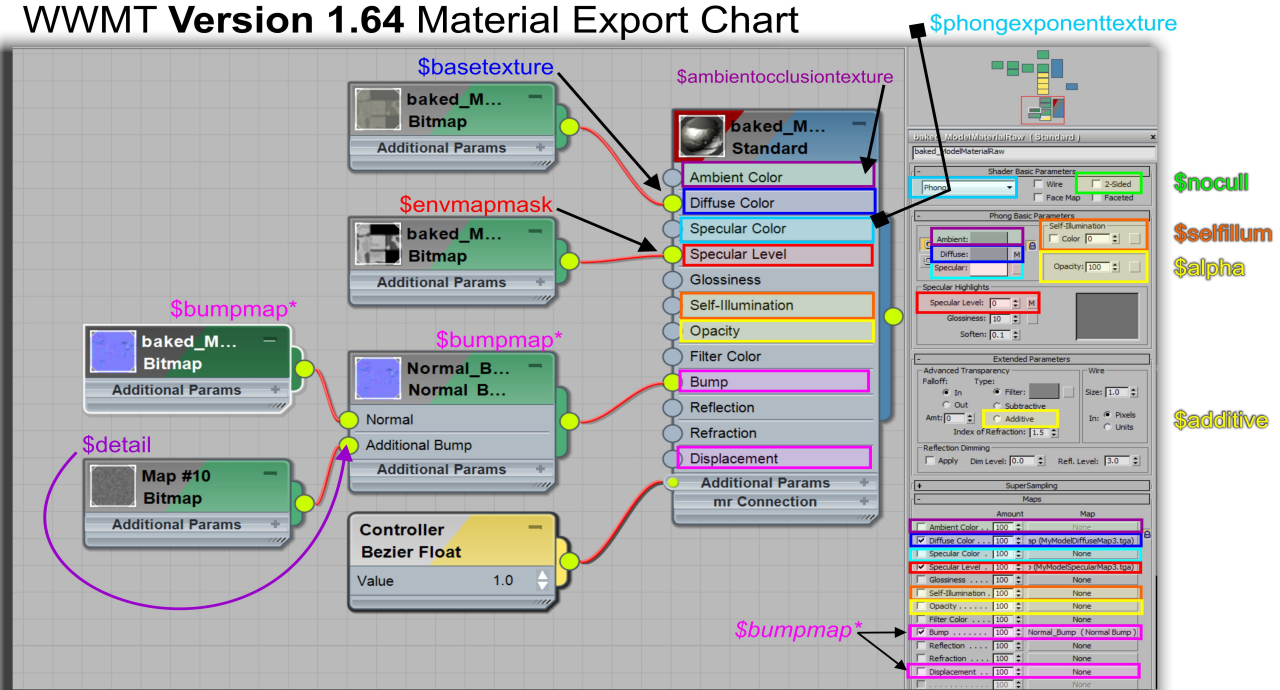 WWMT Version 1.64 Material Export Chart
$phongexponenttexture
$basetexture
$ambientocclusiontexture
baked_M...
Bitmap
Additional Params
baked_M...
Standard
Ambient Color
Diffuse Color
Specular Color
Specular Level
Glossiness
Self-Illumination
Opacity
Filter Color
Bump
Reflection
Refraction
Displacement
Additional Params
mr Connection
$envmapmask
baked_M...
Bitmap
Additional Params
$bumpmap*
baked_M...
Bitmap
Additional Params
$bumpmap*
Normal_B...
Normal B...
Normal
Additional Bump
Additional Params
$detail
Map #10
Bitmap
Additional Params
Controller
Bezier Float
Value 1.0
$bumpmap*
baked_ModelMaterialRaw ( Standard ) x
baked_ModelMaterialRaw
- Shader Basic Parameters
Phong Wire 2-Sided
Face Map Faceted
$nocull
- Phong Basic Parameters
Self-Illumination
Ambient: Color 0
Diffuse: M
Specular: Opacity: 100
$selfillum
$alpha
Specular Highlights
Specular Level: 0 M
Glossiness: 10
Soften: 0.1
- Extended Parameters
Advanced Transparency Wire
Falloff: Type:
In Filter: Size: 1.0
Out Subtractive
Amt: 0 Additive In: Pixels
Units
Index of Refraction: 1.5
$additive
Reflection Dimming
Apply Dim Level: 0.0 Refl. Level: 3.0
+ SuperSampling
- Maps
Amount Map
Ambient Color . . 100 None
Diffuse Color . . . 100 sp (MyModelDiffuseMap3.tga)
Specular Color . 100 None
Specular Level . 100 (MyModelSpecularMap3.tga)
Glossiness . . . . 100 None
Self-Illumination . 100 None
Opacity . . . . . . 100 None
Filter Color . . . . 100 None
Bump . . . . . . . 100 Normal_Bump ( Normal Bump )
Reflection . . . . 100 None
Refraction . . . . 100 None
Displacement . . 100 None
100 None